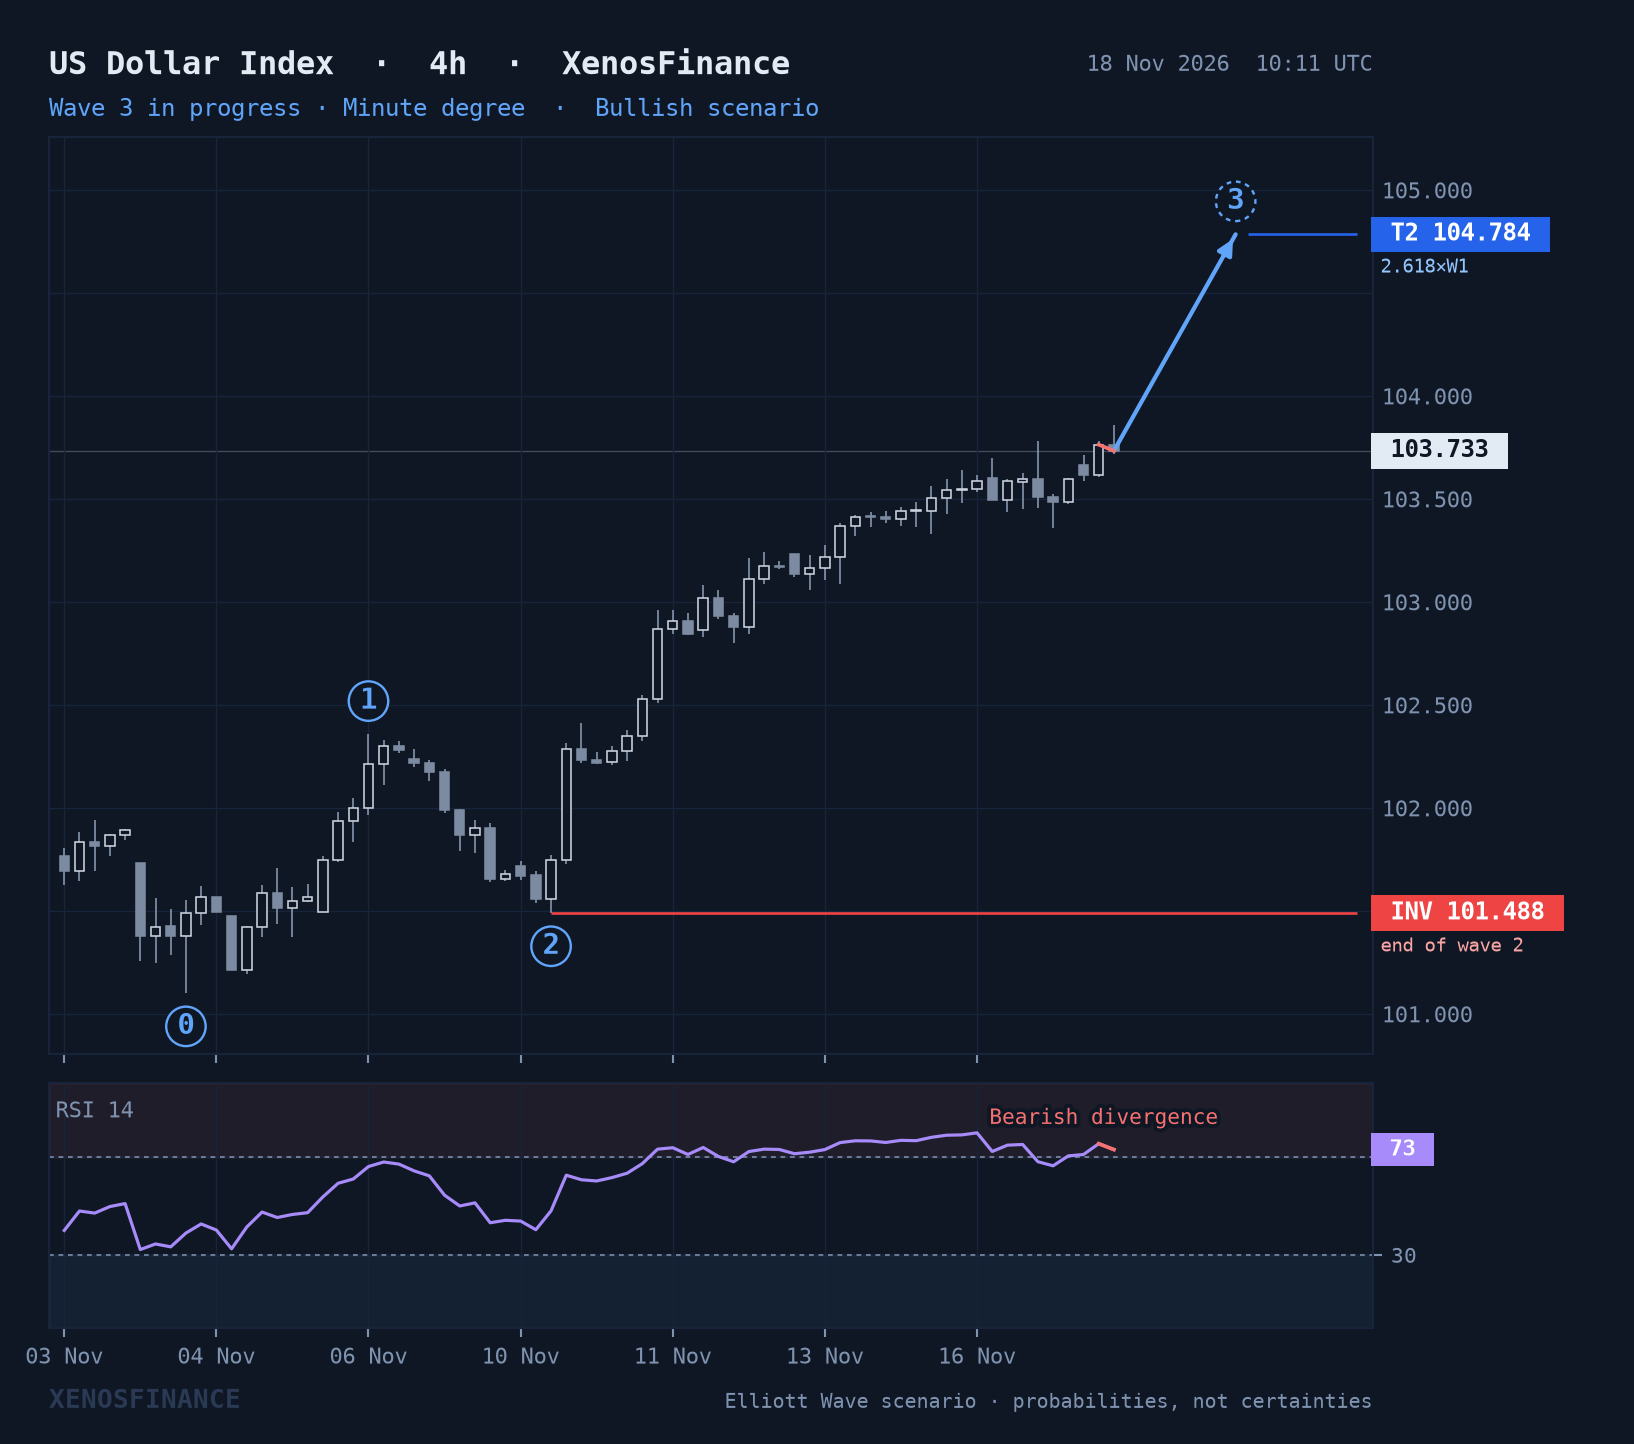 US Dollar Index · 4h · XenosFinance
18 Nov 2026 10:11 UTC
Wave 3 in progress · Minute degree · Bullish scenario
3
105.000
T2 104.784
2.618×W1
104.000
103.733
103.500
103.000
1
102.500
102.000
INV 101.488
2
end of wave 2
0
101.000
RSI 14
Bearish divergence
73
30
03 Nov
04 Nov
06 Nov
10 Nov
11 Nov
13 Nov
16 Nov
XENOSFINANCE
Elliott Wave scenario · probabilities, not certainties